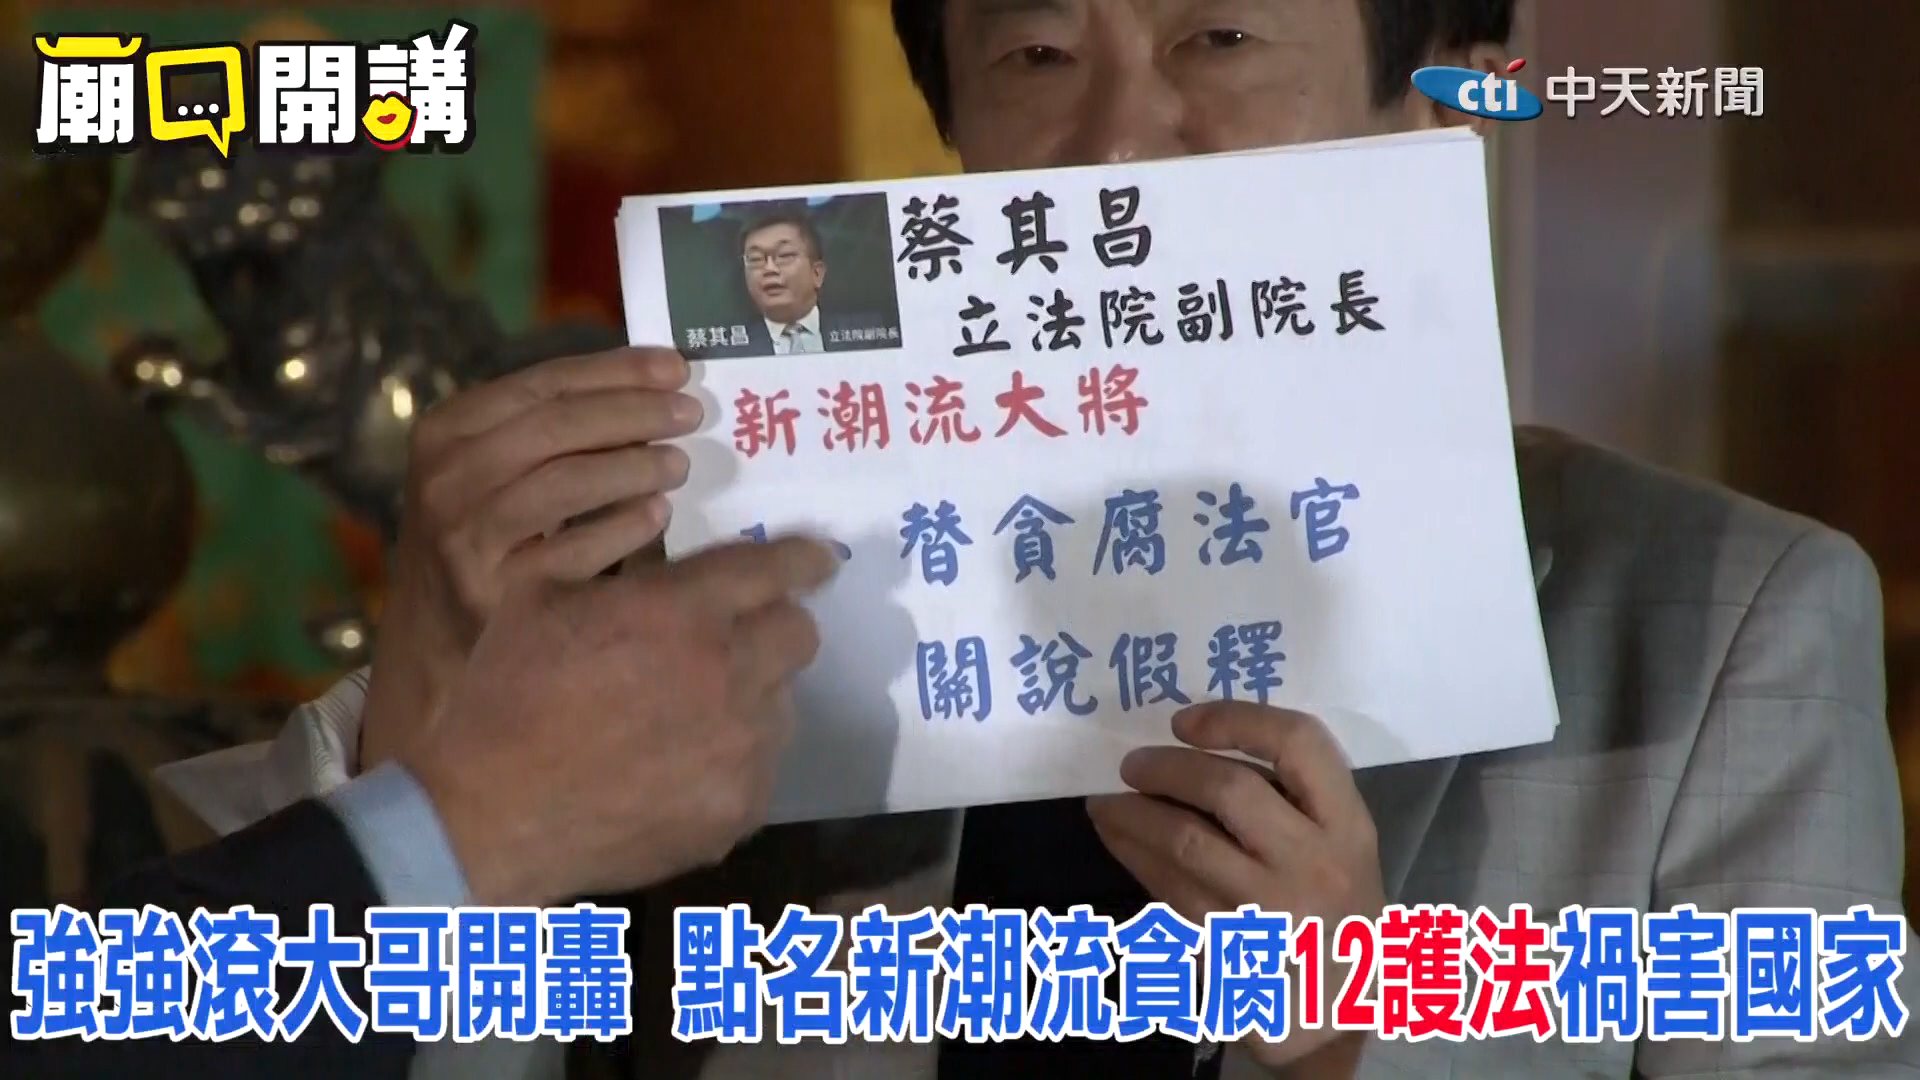 廟口開講
cti 中天新聞
蔡其昌
立法院副院長
蔡其昌 立法院副院長
新潮流大將
1、替貪腐法官
關說假釋
強強滾大哥開轟 點名新潮流貪腐12護法禍害國家